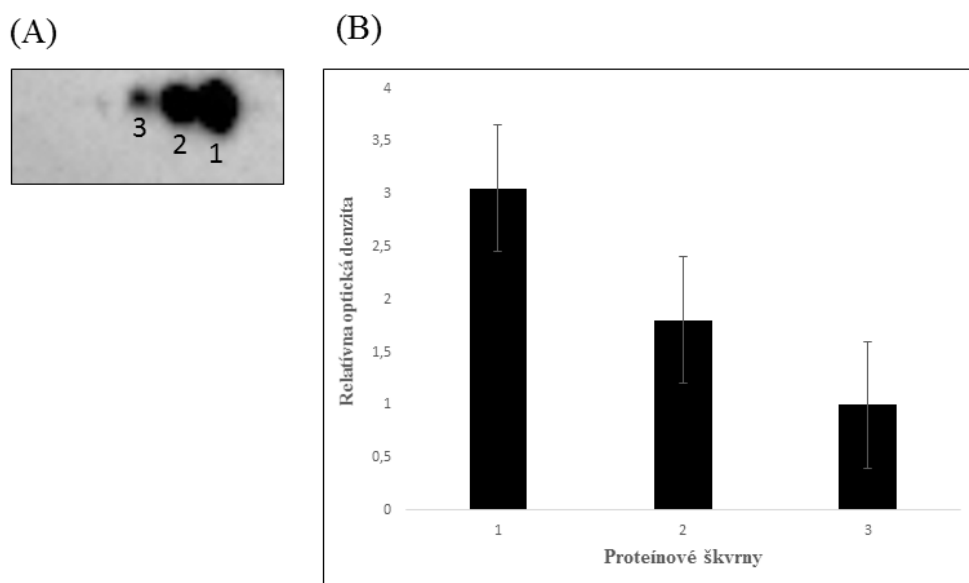 (A)
3
2
1
(B)
4
3,5
3
2,5
2
1,5
1
0,5
0
Relatívna optická denzita
1 2 3
Proteínové škvrny